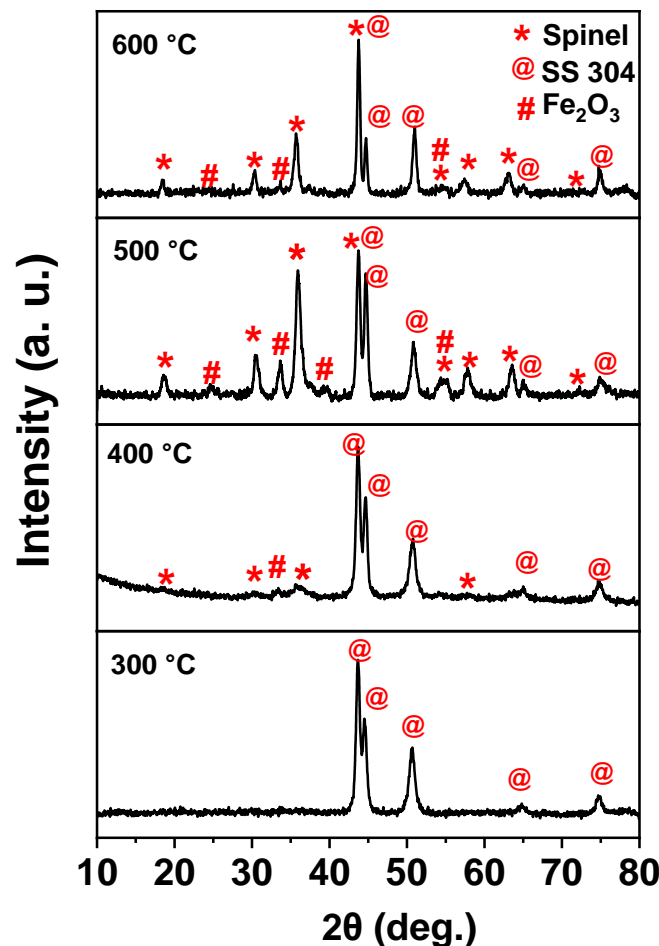 600 °C
* @
* Spinel
@ SS 304
# Fe₂O₃
@ @
* # * # * # * * * @ * @
500 °C
* @
@
* # * # * # @ # * * * @ * @
400 °C
@
@
@
* * # * * @ @
300 °C
@
@
@
@ @
10 20 30 40 50 60 70 80
2θ (deg.)
Intensity (a. u.)